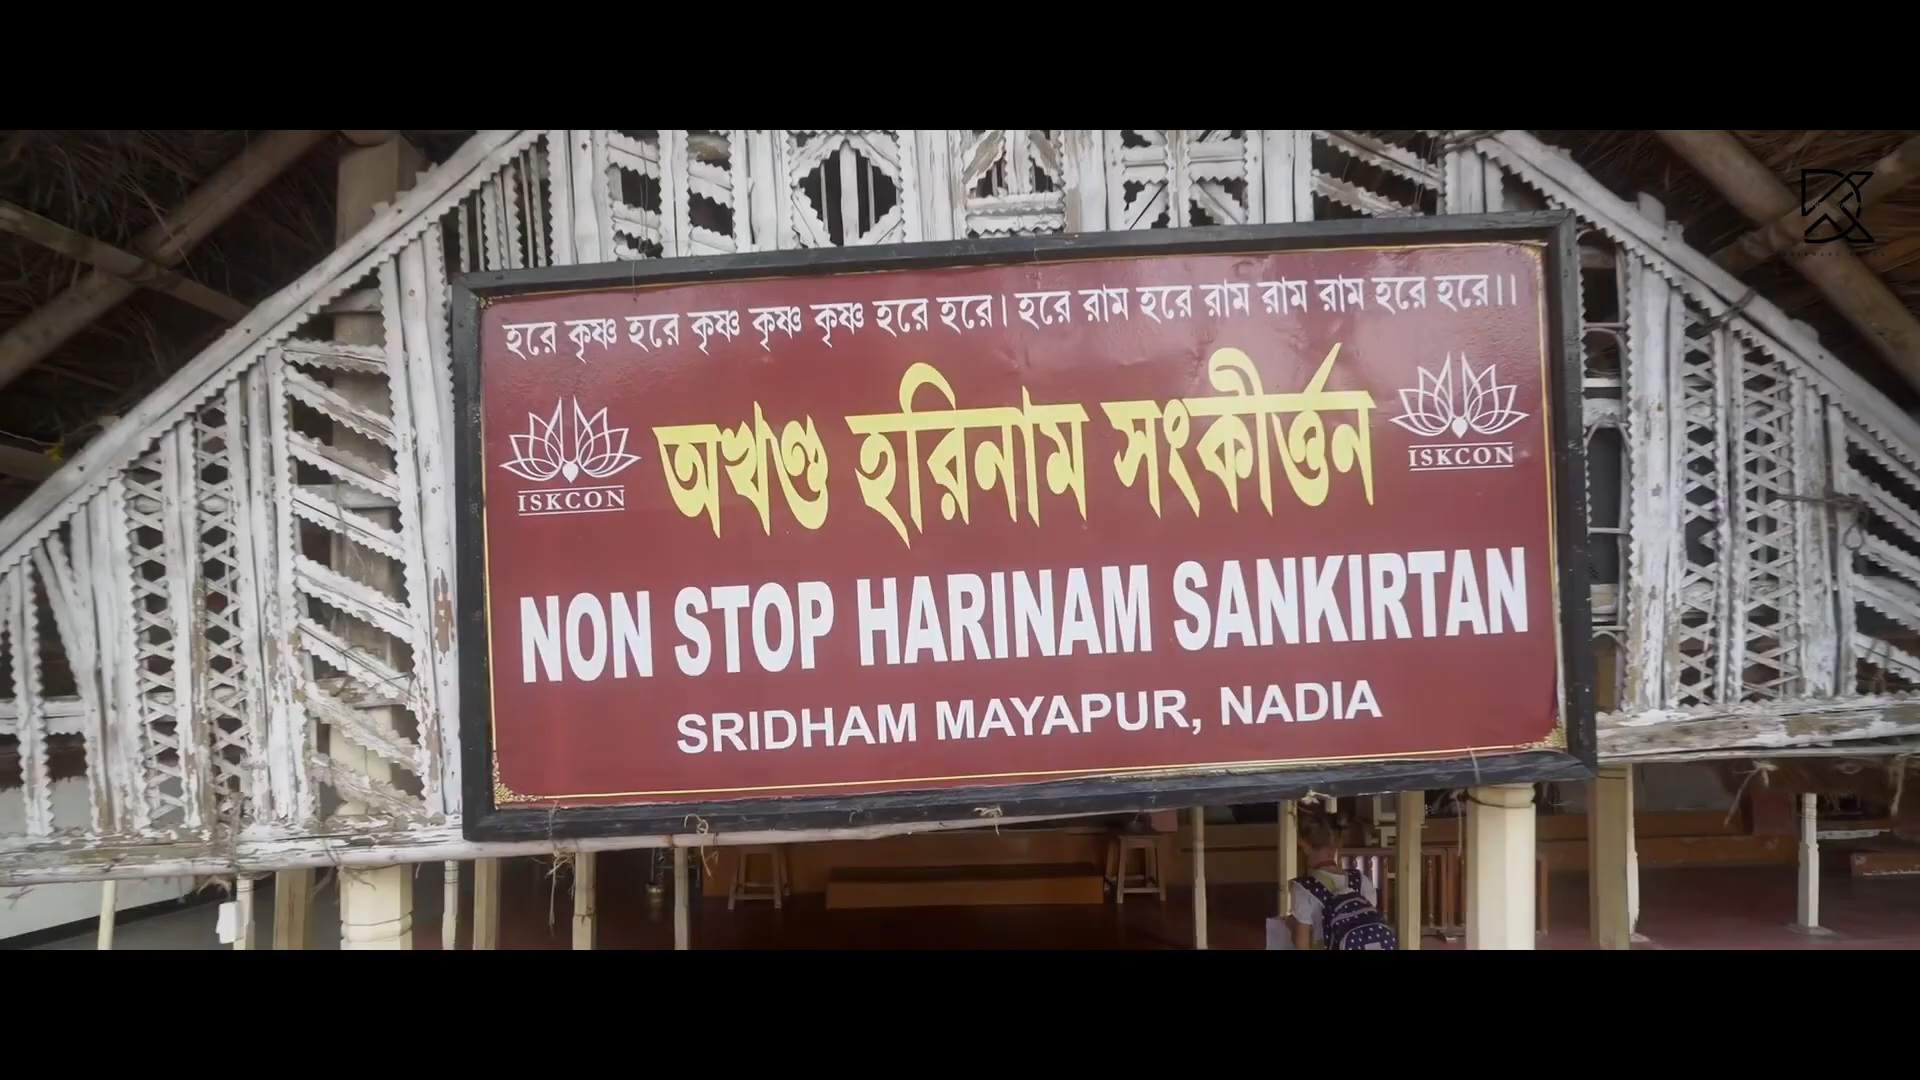 হরে কৃষ্ণ হরে কৃষ্ণ কৃষ্ণ কৃষ্ণ হরে হরে। হরে রাম হরে রাম রাম রাম হরে হরে।।
অখণ্ড হরিনাম সংকীর্ত্তন
ISKCON
ISKCON
NON STOP HARINAM SANKIRTAN
SRIDHAM MAYAPUR, NADIA